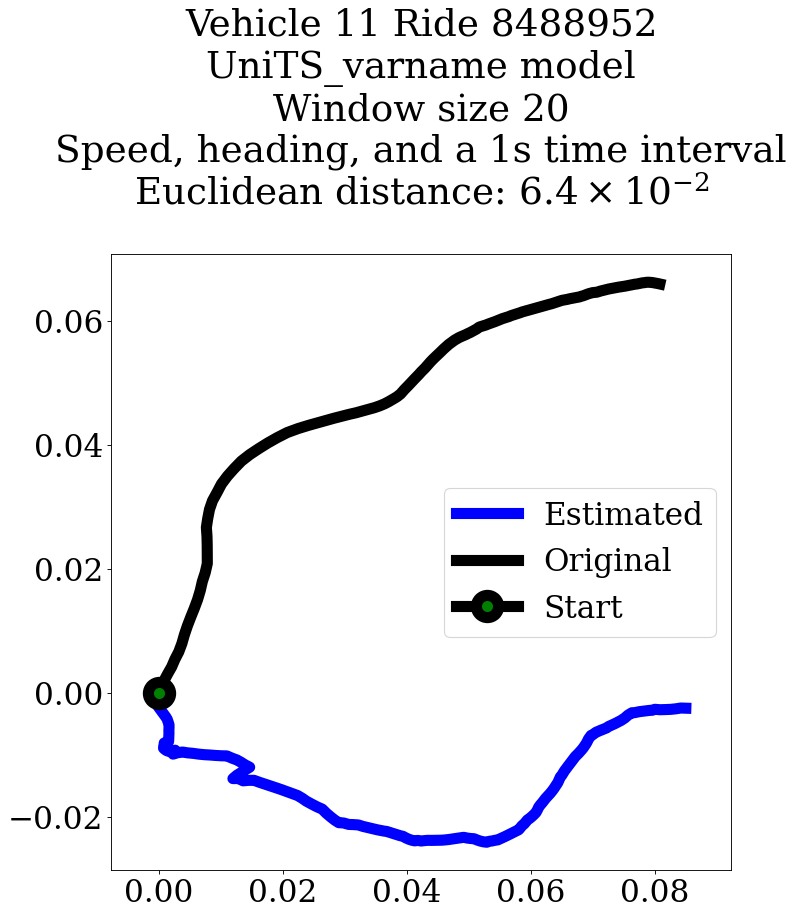 Vehicle 11 Ride 8488952
UniTS_varname model
Window size 20
Speed, heading, and a 1s time interval
Euclidean distance: 6.4 × 10⁻²
0.06
0.04
0.02
0.00
−0.02
Estimated
Original
Start
0.00 0.02 0.04 0.06 0.08